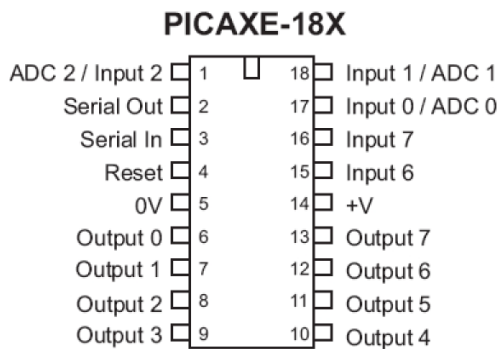 PICAXE-18X
ADC 2 / Input 2 1 18 Input 1 / ADC 1
Serial Out 2 17 Input 0 / ADC 0
Serial In 3 16 Input 7
Reset 4 15 Input 6
0V 5 14 +V
Output 0 6 13 Output 7
Output 1 7 12 Output 6
Output 2 8 11 Output 5
Output 3 9 10 Output 4